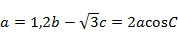 a = 1,2b − √3c = 2acosC